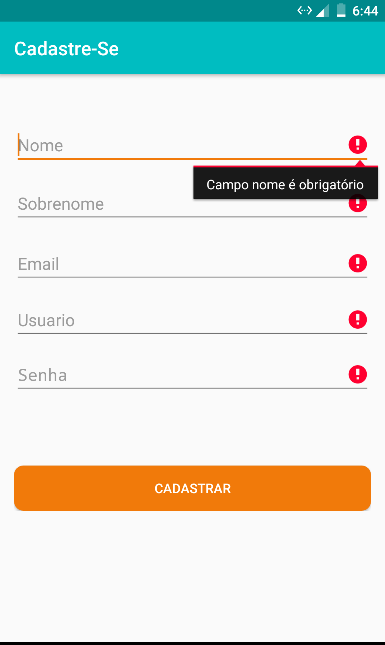 6:44
Cadastre-Se
Nome
Campo nome é obrigatório
Sobrenome
Email
Usuario
Senha
CADASTRAR